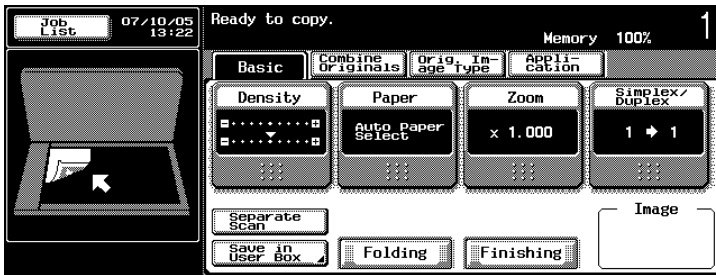 Job
List
07/10/05
13:22
Ready to copy.
Memory 100%
1
Basic
Combine
Originals
Orig. Im-
age Type
Appli-
cation
Density
Paper
Zoom
Simplex/
Duplex
Auto Paper
Select
× 1.000
1 ➔ 1
Separate
Scan
Save in
User Box
Folding
Finishing
Image